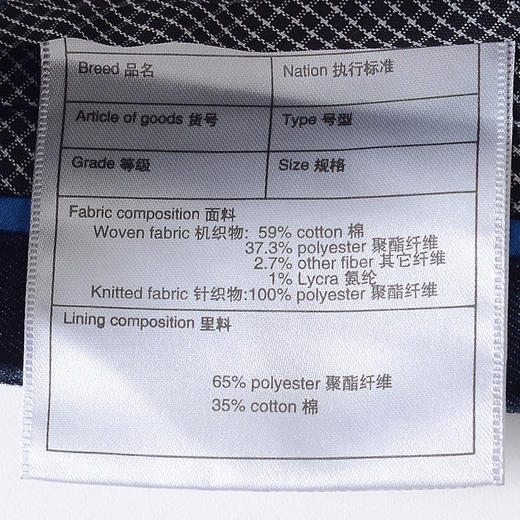 Breed 品名
Nation 执行标准
Article of goods 货号
Type 号型
Grade 等级
Size 规格
Fabric composition 面料
Woven fabric 机织物: 59% cotton 棉
37.3% polyester 聚酯纤维
2.7% other fiber 其它纤维
1% Lycra 氨纶
Knitted fabric 针织物:100% polyester 聚酯纤维
Lining composition 里料
65% polyester 聚酯纤维
35% cotton 棉